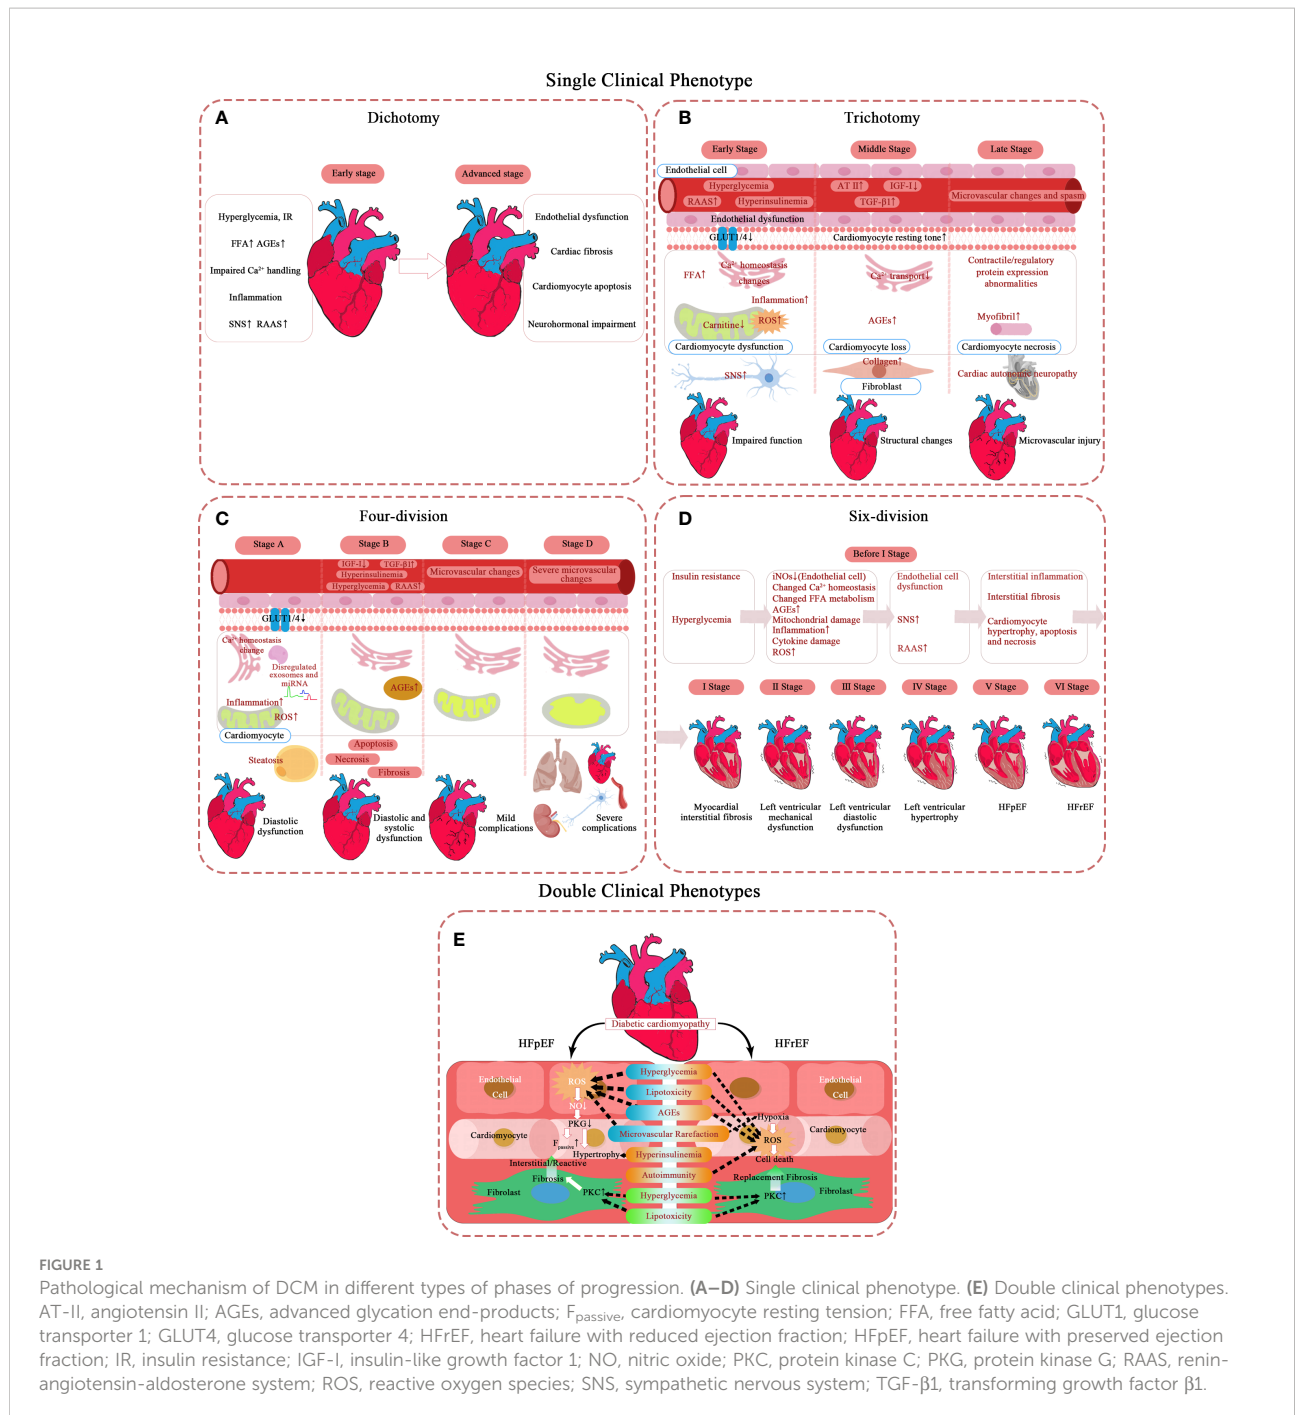 Single Clinical Phenotype
A
Dichotomy
Early stage
Advanced stage
Hyperglycemia, IR
FFA↑ AGEs↑
Impaired Ca²⁺ handling
Inflammation
SNS↑ RAAS↑
Endothelial dysfunction
Cardiac fibrosis
Cardiomyocyte apoptosis
Neurohormonal impairment
B
Trichotomy
Early Stage
Middle Stage
Late Stage
Endothelial cell
Hyperglycemia
RAAS↑
Hyperinsulinemia
AT II↑
IGF-I↓
TGF-β1↑
Microvascular changes and spasm
Endothelial dysfunction
GLUT1/4↓
Cardiomyocyte resting tone↑
FFA↑
Ca²⁺ homeostasis
changes
Inflammation↑
Carnitine↓
ROS↑
Cardiomyocyte dysfunction
Ca²⁺ transport↓
AGEs↑
Cardiomyocyte loss
Contractile/regulatory
protein expression
abnormalities
Myofibril↑
Cardiomyocyte necrosis
SNS↑
Collagen↑
Fibroblast
Cardiac autonomic neuropathy
Impaired function
Structural changes
Microvascular injury
C
Four-division
Stage A
Stage B
Stage C
Stage D
IGF-I↓
TGF-β1↑
Hyperinsulinemia
Hyperglycemia
RAAS↑
Microvascular changes
Severe microvascular
changes
GLUT1/4↓
Ca²⁺ homeostasis
change
Disregulated
exosomes and
miRNA
Inflammation↑
ROS↑
Cardiomyocyte
AGEs↑
Steatosis
Apoptosis
Necrosis
Fibrosis
Diastolic
dysfunction
Diastolic and
systolic
dysfunction
Mild
complications
Severe
complications
D
Six-division
Before I Stage
Insulin resistance
Hyperglycemia
iNOs↓(Endothelial cell)
Changed Ca²⁺ homeostasis
Changed FFA metabolism
AGEs↑
Mitochondrial damage
Inflammation↑
Cytokine damage
ROS↑
Endothelial cell
dysfunction
SNS↑
RAAS↑
Interstitial inflammation
Interstitial fibrosis
Cardiomyocyte
hypertrophy, apoptosis
and necrosis
I Stage
II Stage
III Stage
IV Stage
V Stage
VI Stage
Myocardial
interstitial fibrosis
Left ventricular
mechanical
dysfunction
Left ventricular
diastolic
dysfunction
Left ventricular
hypertrophy
HFpEF
HFrEF
Double Clinical Phenotypes
E
Diabetic cardiomyopathy
HFpEF
HFrEF
Endothelial
Cell
ROS
NO↓
PKG↓
Cardiomyocyte
Fpassive↑
Hypertrophy
Interstitial/Reactive
Fibrosis
Fibrolast
PKC↑
Hyperglycemia
Lipotoxicity
AGEs
Microvascular Rarefaction
Hyperinsulinemia
Autoimmunity
Hyperglycemia
Lipotoxicity
Endothelial
Cell
Hypoxia
Cardiomyocyte
ROS
Cell death
Replacement Fibrosis
PKC↑
Fibrolast
FIGURE 1
Pathological mechanism of DCM in different types of phases of progression. (A–D) Single clinical phenotype. (E) Double clinical phenotypes.
AT-II, angiotensin II; AGEs, advanced glycation end-products; Fpassive, cardiomyocyte resting tension; FFA, free fatty acid; GLUT1, glucose
transporter 1; GLUT4, glucose transporter 4; HFrEF, heart failure with reduced ejection fraction; HFpEF, heart failure with preserved ejection
fraction; IR, insulin resistance; IGF-I, insulin-like growth factor 1; NO, nitric oxide; PKC, protein kinase C; PKG, protein kinase G; RAAS, renin-
angiotensin-aldosterone system; ROS, reactive oxygen species; SNS, sympathetic nervous system; TGF-β1, transforming growth factor β1.